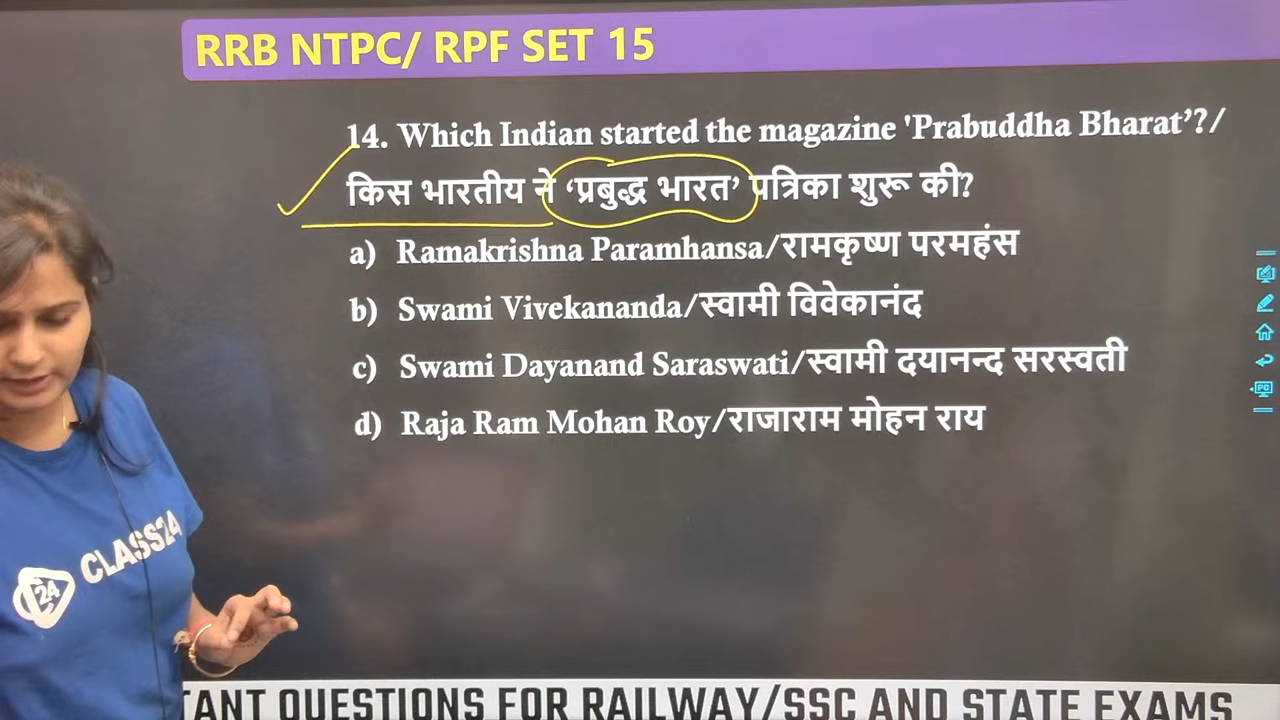 RRB NTPC/ RPF SET 15
14. Which Indian started the magazine 'Prabuddha Bharat’?/
किस भारतीय ने ‘प्रबुद्ध भारत’ पत्रिका शुरू की?
a) Ramakrishna Paramhansa/रामकृष्ण परमहंस
b) Swami Vivekananda/स्वामी विवेकानंद
c) Swami Dayanand Saraswati/स्वामी दयानन्द सरस्वती
d) Raja Ram Mohan Roy/राजाराम मोहन राय
CLASS24
24
TANT QUESTIONS FOR RAILWAY/SSC AND STATE EXAMS